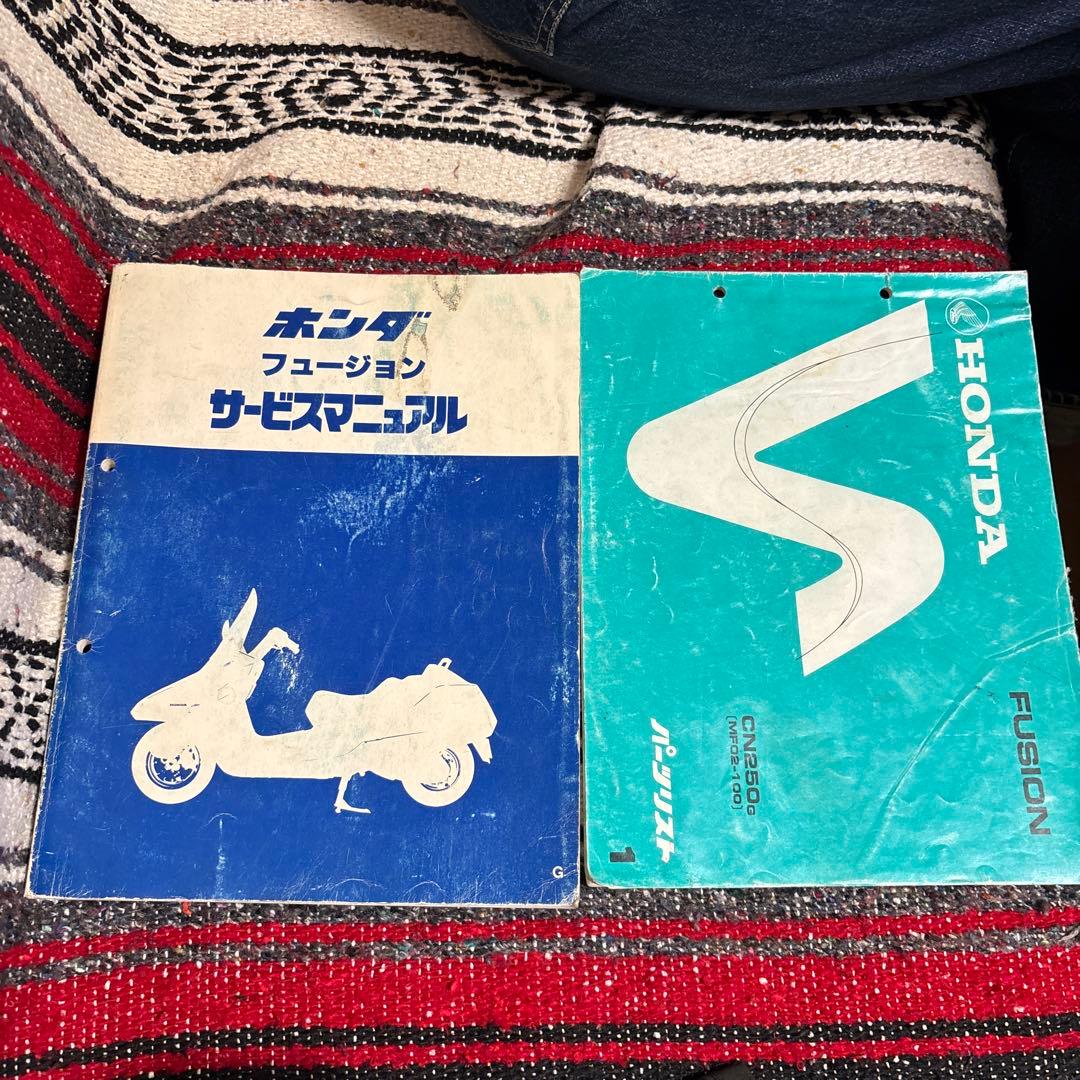 ホンダ
フュージョン
サービスマニュアル
HONDA
G
HONDA
FUSION
CN250G
[MF02-100]
パーツリスト
1